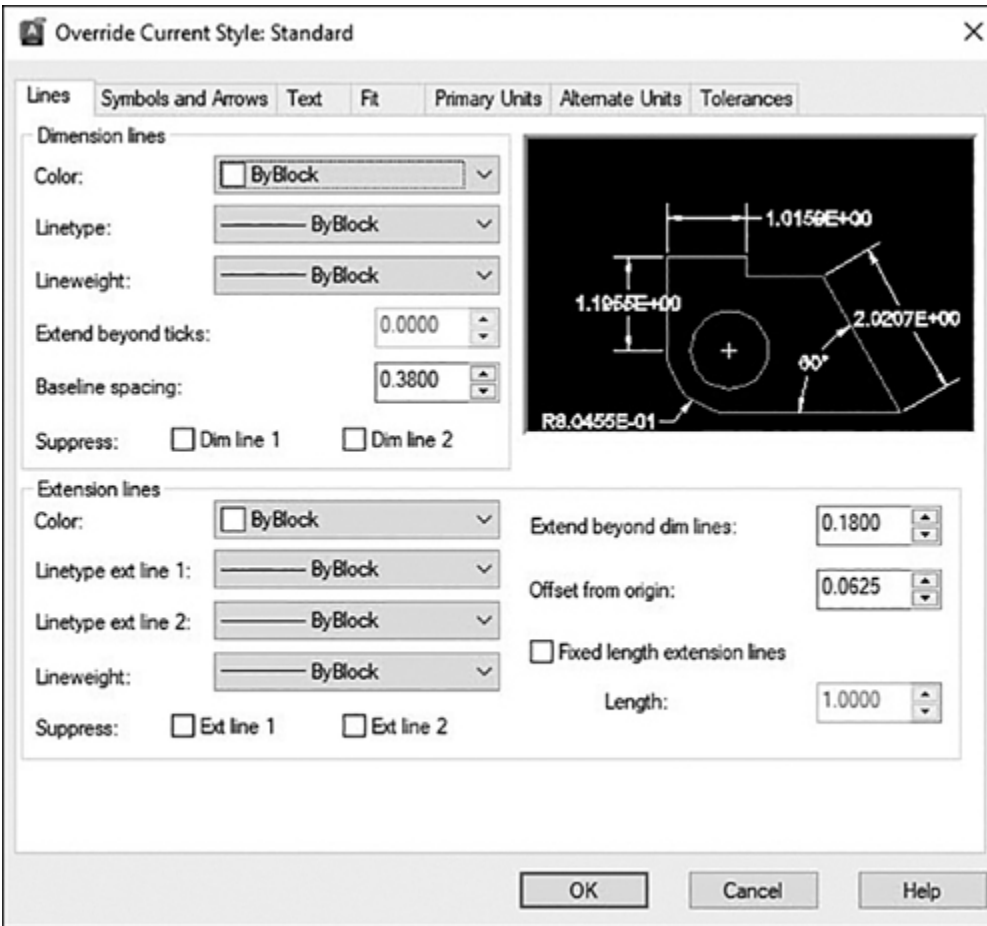 Override Current Style: Standard
Lines Symbols and Arrows Text Fit Primary Units Alternate Units Tolerances
Dimension lines
Color: ByBlock
Linetype: ByBlock
Lineweight: ByBlock
Extend beyond ticks: 0.0000
Baseline spacing: 0.3800
Suppress: Dim line 1 Dim line 2
1.0159E+00
1.1955E+00
2.0207E+00
60°
R8.0455E-01
Extension lines
Color: ByBlock
Linetype ext line 1: ByBlock
Linetype ext line 2: ByBlock
Lineweight: ByBlock
Suppress: Ext line 1 Ext line 2
Extend beyond dim lines: 0.1800
Offset from origin: 0.0625
Fixed length extension lines
Length: 1.0000
OK Cancel Help